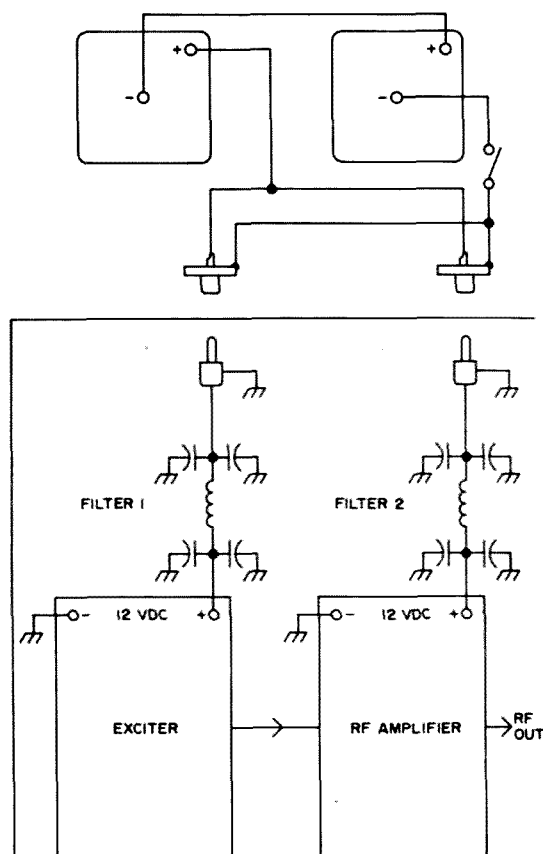 +
+
-
-
FILTER 1
FILTER 2
- 12 VDC +
- 12 VDC +
EXCITER
RF AMPLIFIER
RF
OUT